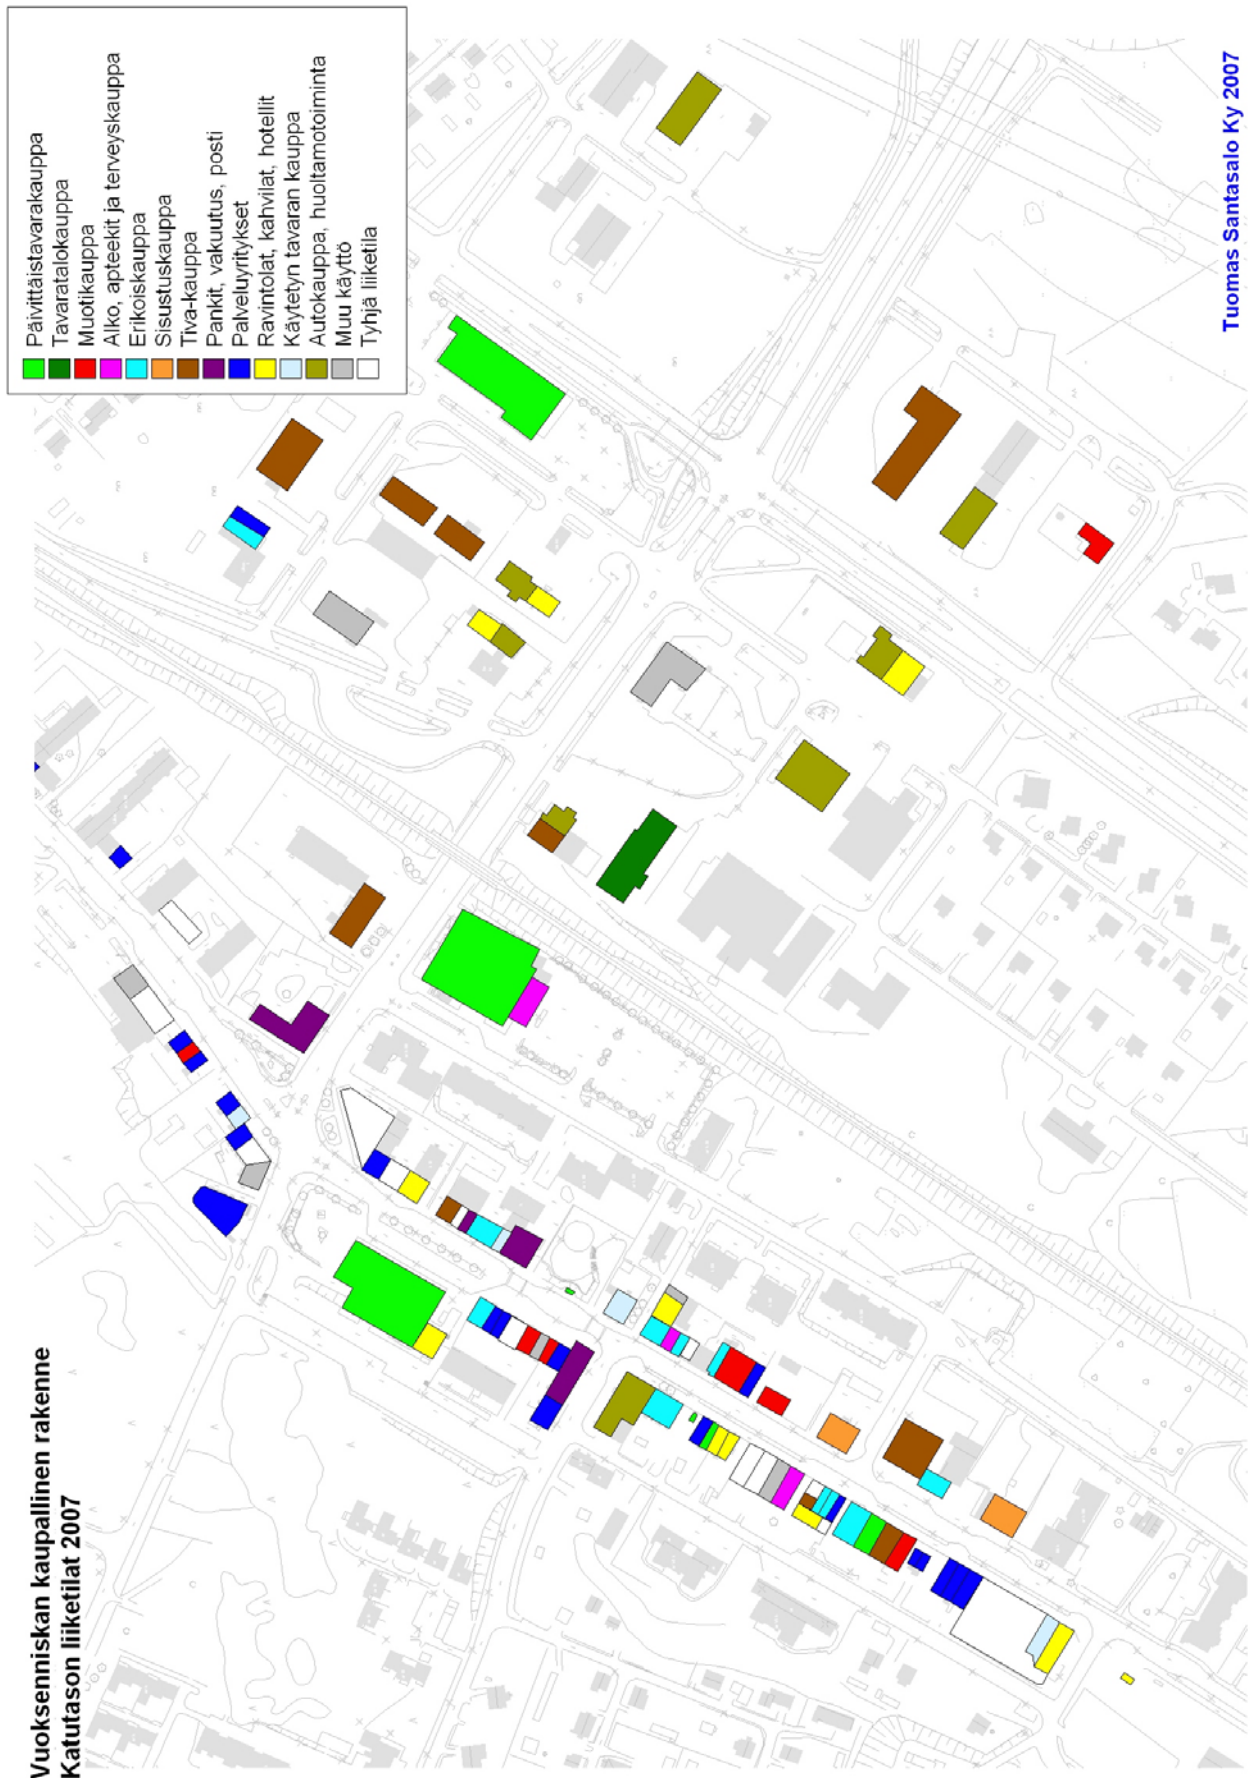 Vuoksenniskan kaupallinen rakenne
Katutason liiketilat 2007
Päivittäistavarakauppa
Tavaratalokauppa
Muotikauppa
Alko, apteekit ja terveyskauppa
Erikoiskauppa
Sisustuskauppa
Tiva-kauppa
Pankit, vakuutus, posti
Palveluyritykset
Ravintolat, kahvilat, hotellit
Käytetyn tavaran kauppa
Autokauppa, huoltamotoiminta
Muu käyttö
Tyhjä liiketila
Tuomas Santasalo Ky 2007